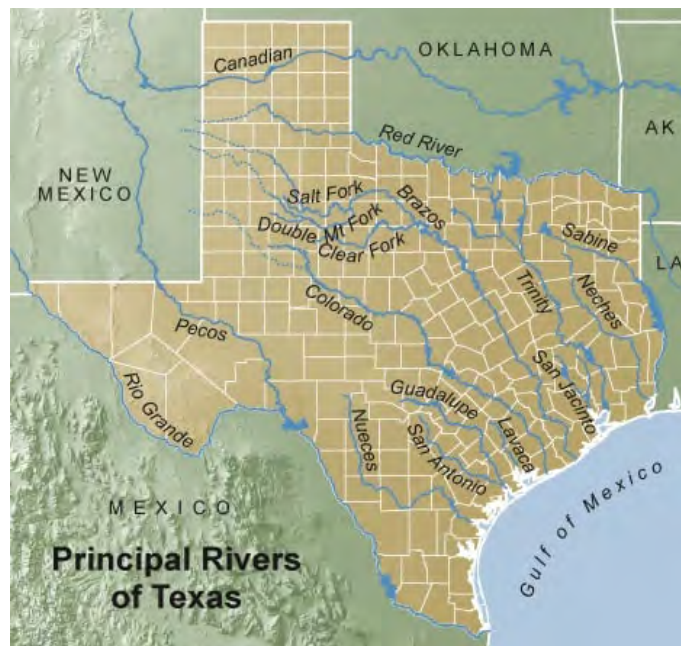 Canadian
OKLAHOMA
AK
Red River
NEW
MEXICO
Salt Fork
Brazos
Double Mt Fork
Clear Fork
Sabine
LA
Colorado
Trinity
Neches
Pecos
San Jacinto
Rio Grande
Guadalupe
Lavaca
Nueces
San Antonio
MEXICO
Gulf of Mexico
Principal Rivers
of Texas